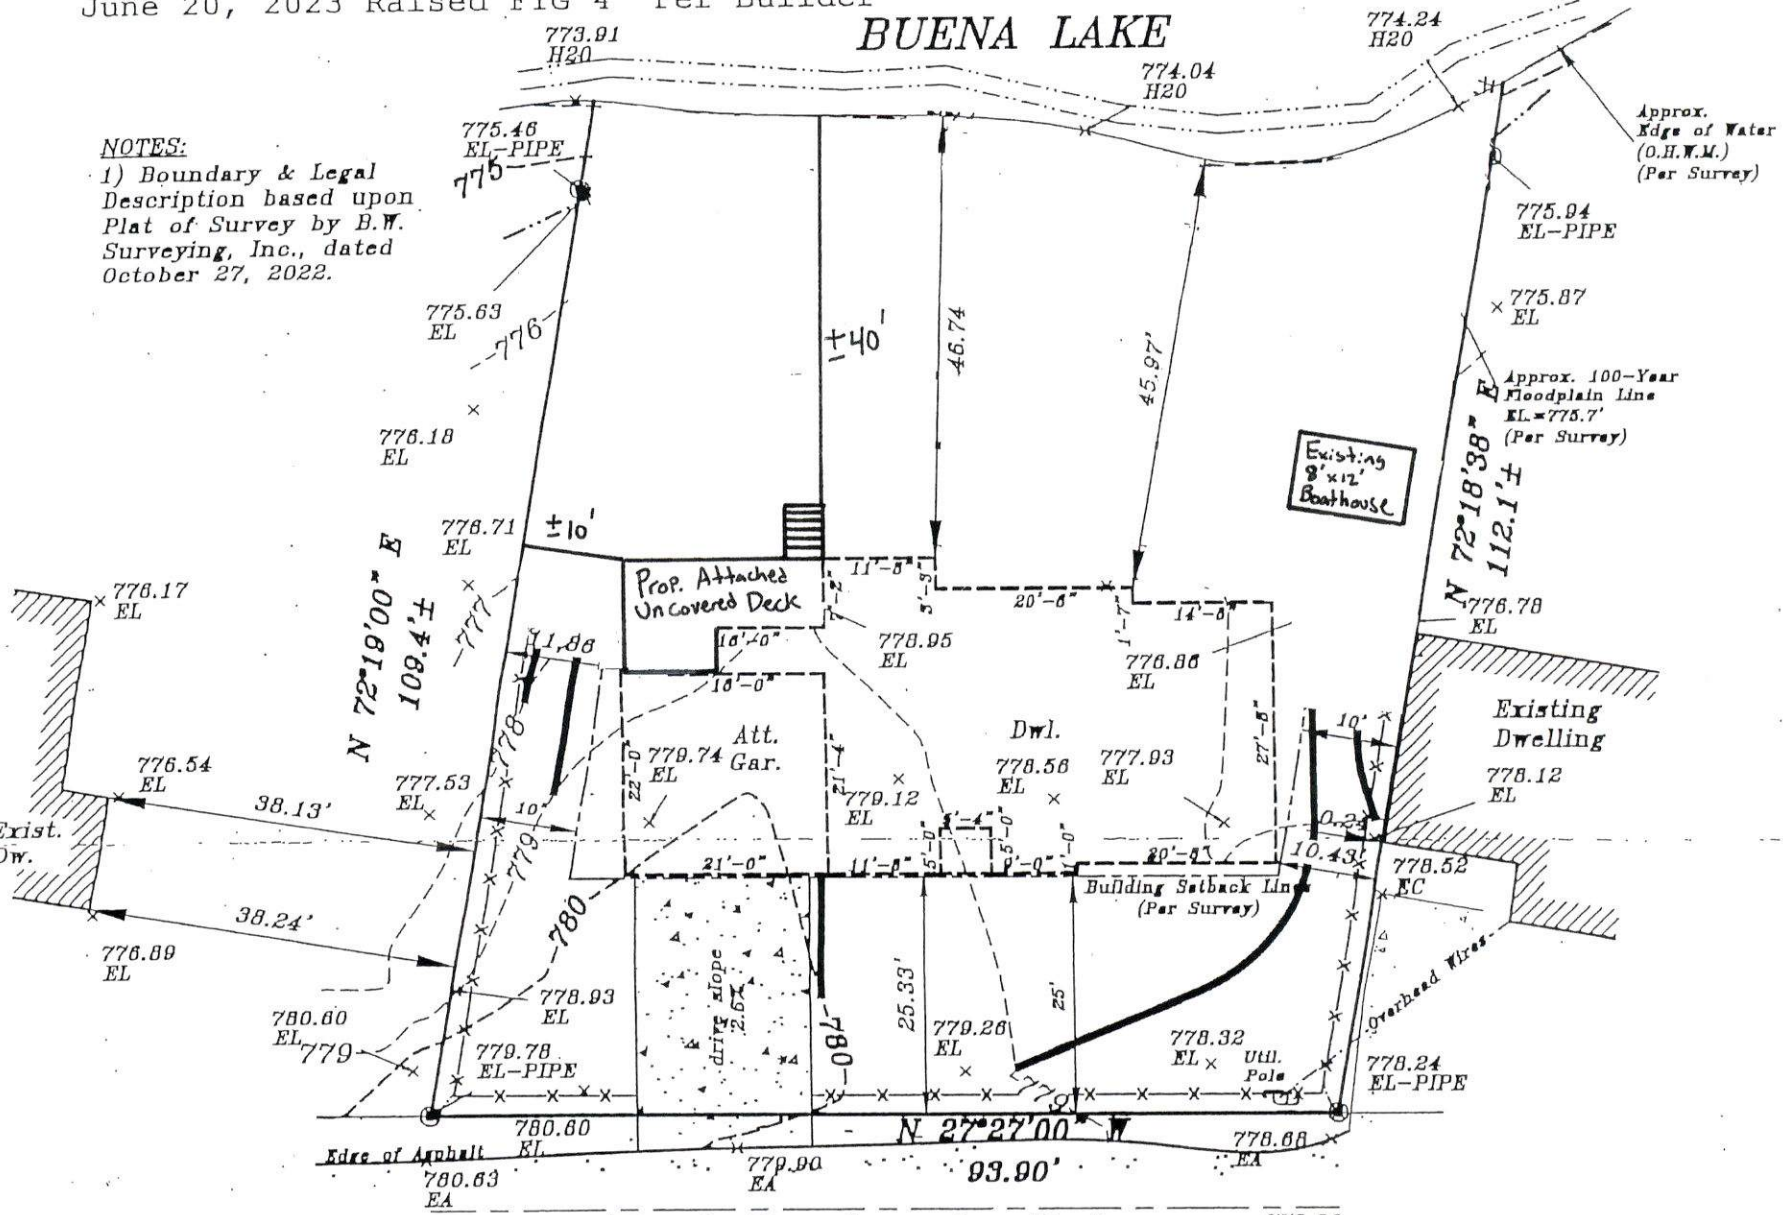 June 20, 2023 Raised FIG 4" Per Builder
BUENA LAKE
773.91
H20
774.24
H20
774.04
H20
Approx.
Edge of Water
(O.H.W.M.)
(Per Survey)
NOTES:
1) Boundary & Legal
Description based upon
Plat of Survey by B.W.
Surveying, Inc., dated
October 27, 2022.
775.46
EL-PIPE
775
775.94
EL-PIPE
775.63
EL
776
775.87
EL
±40'
46.74
45.97'
Approx. 100-Year
Floodplain Line
EL=775.7'
(Per Survey)
776.18
EL
Existing
8'x12'
Boathouse
N 72°18'38" E
112.1'±
776.71
EL
±10'
N 72°19'00" E
109.4'±
776.17
EL
777
Prop. Attached
Uncovered Deck
11'-8"
7'-2"
3'-3"
20'-6"
1'-7"
14'-8"
776.78
EL
11.86
16'-0"
778.95
EL
776.86
EL
16'-0"
778
Att.
Gar.
Dwl.
27'-8"
10'
Existing
Dwelling
776.54
EL
777.53
EL
22'-0"
779.74
EL
21'-4"
779.12
EL
778.56
EL
777.93
EL
778.12
EL
38.13'
10'
Exist.
Dw.
779
5'-0"
5'-0"
1'-0"
0.24
21'-0"
11'-8"
9'-0"
20'-8"
10.43
778.52
EC
Building Setback Line
(Per Survey)
38.24'
776.89
EL
780
drive slope
25.33'
25'
Overhead Wires
778.93
EL
780.60
EL
779
779.78
EL-PIPE
780
779.26
EL
778.32
EL
Util.
Pole
778.24
EL-PIPE
779
780.60
EL
N 27°27'00" W
778.68
EA
Edge of Asphalt
780.63
EA
779.90
EA
93.90'